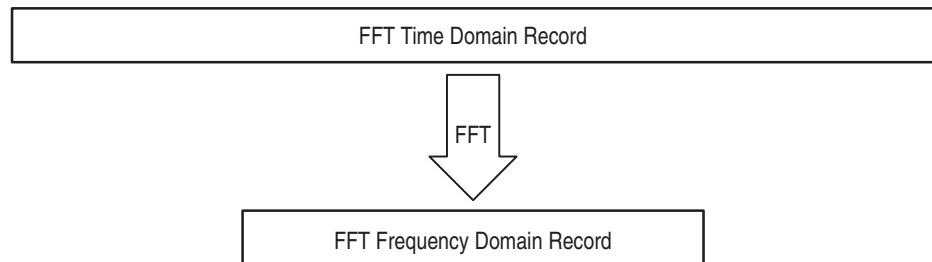 FFT Time Domain Record
FFT
FFT Frequency Domain Record